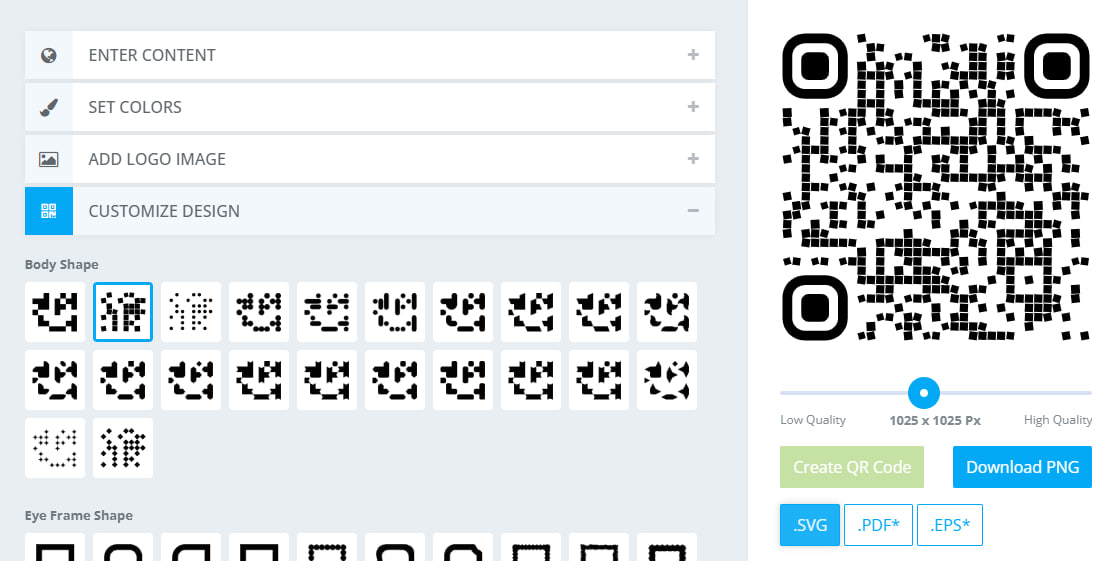 ENTER CONTENT
SET COLORS
ADD LOGO IMAGE
CUSTOMIZE DESIGN
Body Shape
Eye Frame Shape
Low Quality 1025 x 1025 Px High Quality
Create QR Code Download PNG
.SVG .PDF* .EPS*